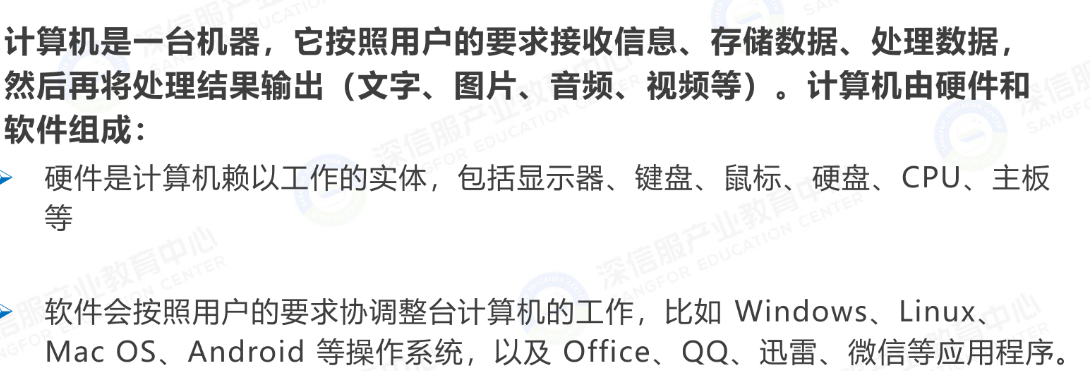 计算机是一台机器，它按照用户的要求接收信息、存储数据、处理数据，
然后再将处理结果输出（文字、图片、音频、视频等）。计算机由硬件和
软件组成：
硬件是计算机赖以工作的实体，包括显示器、键盘、鼠标、硬盘、CPU、主板
等
软件会按照用户的要求协调整台计算机的工作，比如 Windows、Linux、
Mac OS、Android 等操作系统，以及 Office、QQ、迅雷、微信等应用程序。
深信服产业教育中心
SANGFOR EDUCATION CENTER